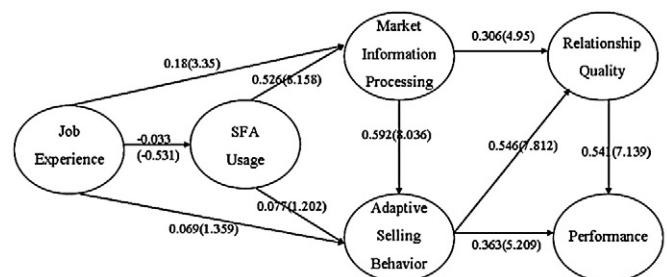 Market
Information
Processing
0.306(4.95)
Relationship
Quality
0.18(3.35)
0.526(6.158)
Job
Experience
-0.033
(-0.531)
SFA
Usage
0.592(8.036)
0.546(7.812)
0.541(7.139)
0.077(1.202)
0.069(1.359)
Adaptive
Selling
Behavior
0.363(5.209)
Performance